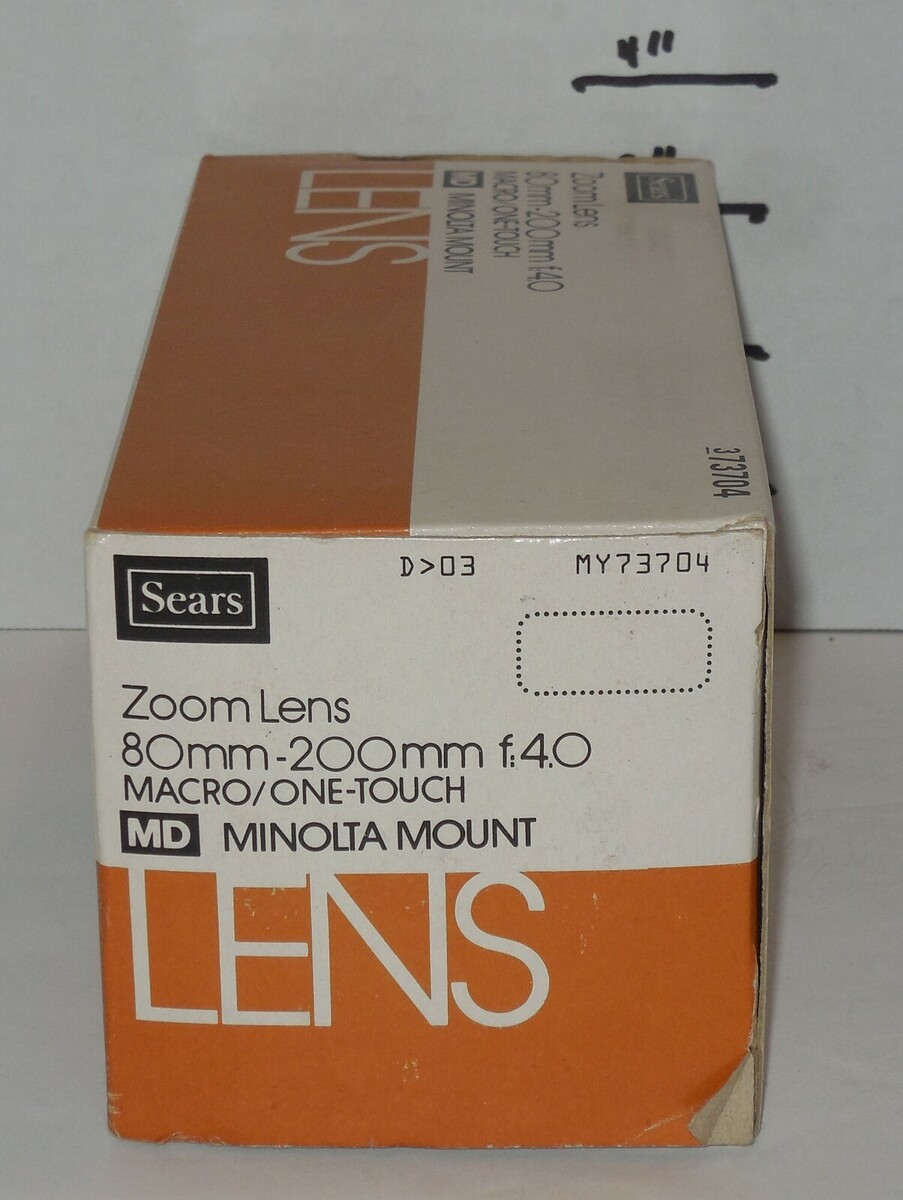 4"
Sears
Zoom Lens
80mm-200mm f:4.0
MACRO/ONE-TOUCH
MD MINOLTA MOUNT
LENS
373704
Sears
D>03
MY73704
Zoom Lens
80mm-200mm f:4.0
MACRO/ONE-TOUCH
MD MINOLTA MOUNT
LENS